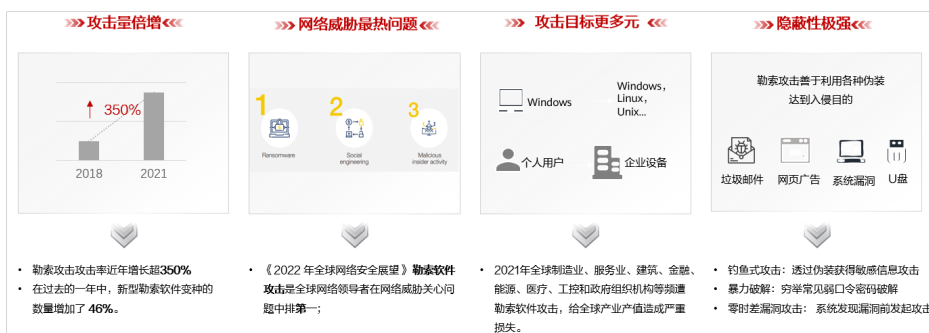 攻击量倍增
350%
2018 2021
• 勒索攻击攻击率近年增长超350%
• 在过去的一年中，新型勒索软件变种的
数量增加了 46%。
网络威胁最热问题
1 2 3
Ransomware
Social
engineering
Malicious
insider activity
• 《 2022 年全球网络安全展望 》勒索软件
攻击是全球网络领导者在网络威胁关心问
题中排第一；
攻击目标更多元
Windows
Windows，
Linux，
Unix...
个人用户
企业设备
• 2021年全球制造业、服务业、建筑、金融、
能源、医疗、工控和政府组织机构等频遭
勒索软件攻击，给全球产业产值造成严重
损失。
隐蔽性极强
勒索攻击善于利用各种伪装
达到入侵目的
垃圾邮件 网页广告 系统漏洞 U盘
• 钓鱼式攻击：透过伪装获得敏感信息攻击
• 暴力破解：穷举常见弱口令密码破解
• 零时差漏洞攻击： 系统发现漏洞前发起攻击